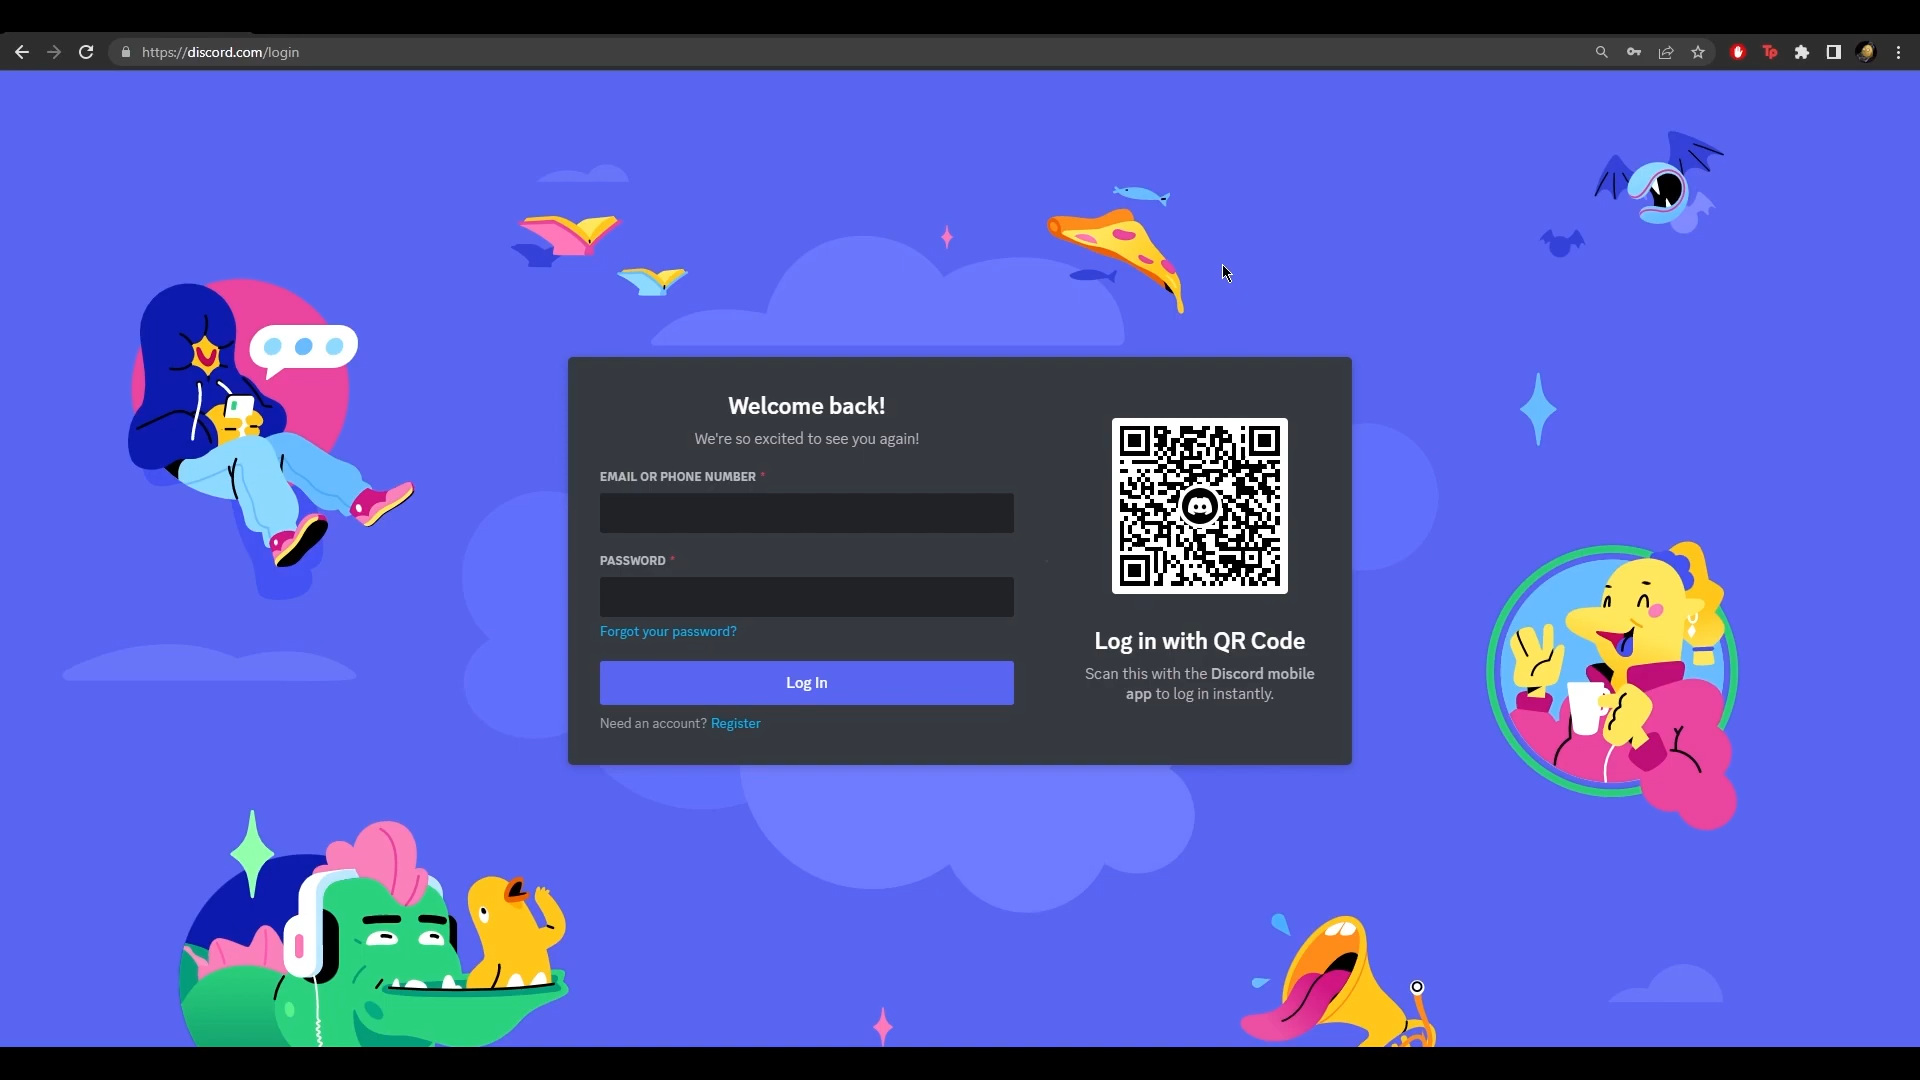 https://discord.com/login
Tp
Welcome back!
We're so excited to see you again!
EMAIL OR PHONE NUMBER *
PASSWORD *
Forgot your password?
Log In
Need an account? Register
Log in with QR Code
Scan this with the Discord mobile
app to log in instantly.